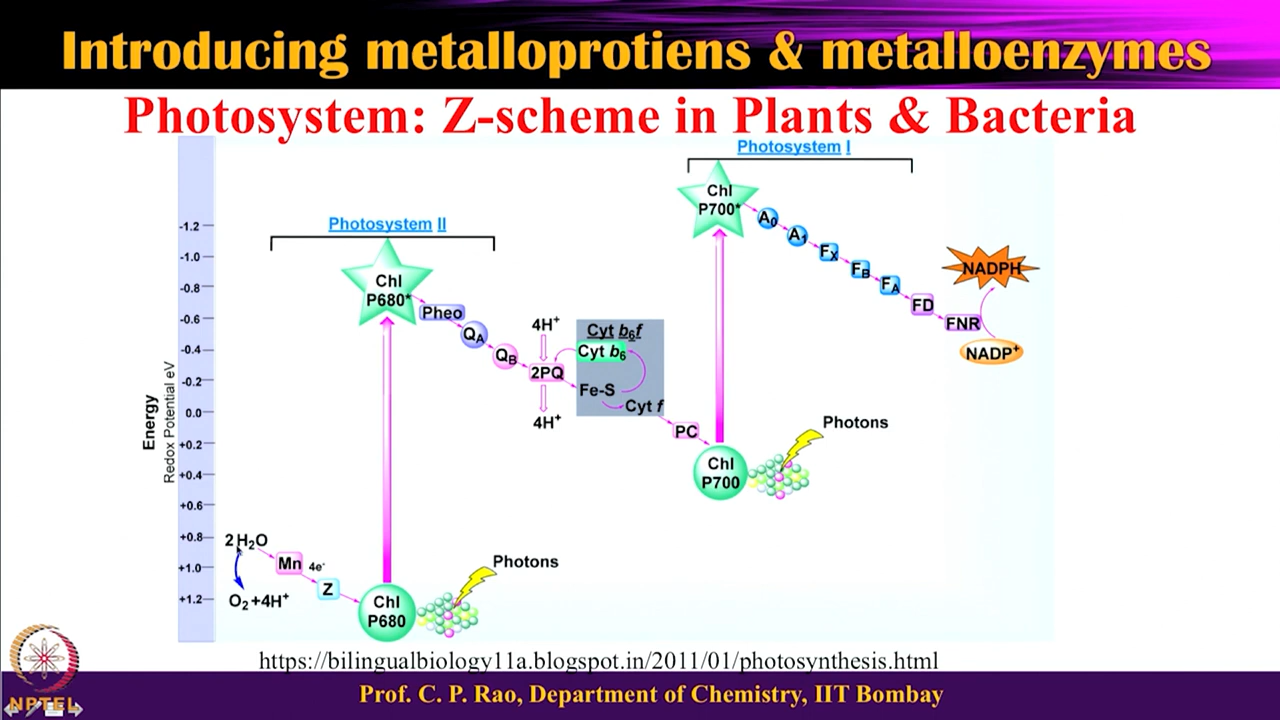 Introducing metalloprotiens & metalloenzymes
Photosystem: Z-scheme in Plants & Bacteria
Photosystem I
Photosystem II
Energy
Redox Potential eV
-1.2
-1.0
-0.8
-0.6
-0.4
-0.2
0.0
+0.2
+0.4
+0.6
+0.8
+1.0
+1.2
2 H₂O
O₂ +4H⁺
Mn
4e⁻
Z
Chl
P680
Photons
Chl
P680*
Pheo
Q_A
Q_B
4H⁺
2PQ
4H⁺
Cyt b₆f
Cyt b₆
Fe-S
Cyt f
PC
Chl
P700
Photons
Chl
P700*
A₀
A₁
F_X
F_B
F_A
FD
FNR
NADPH
NADP⁺
https://bilingualbiology11a.blogspot.in/2011/01/photosynthesis.html
Prof. C. P. Rao, Department of Chemistry, IIT Bombay
NPTEL